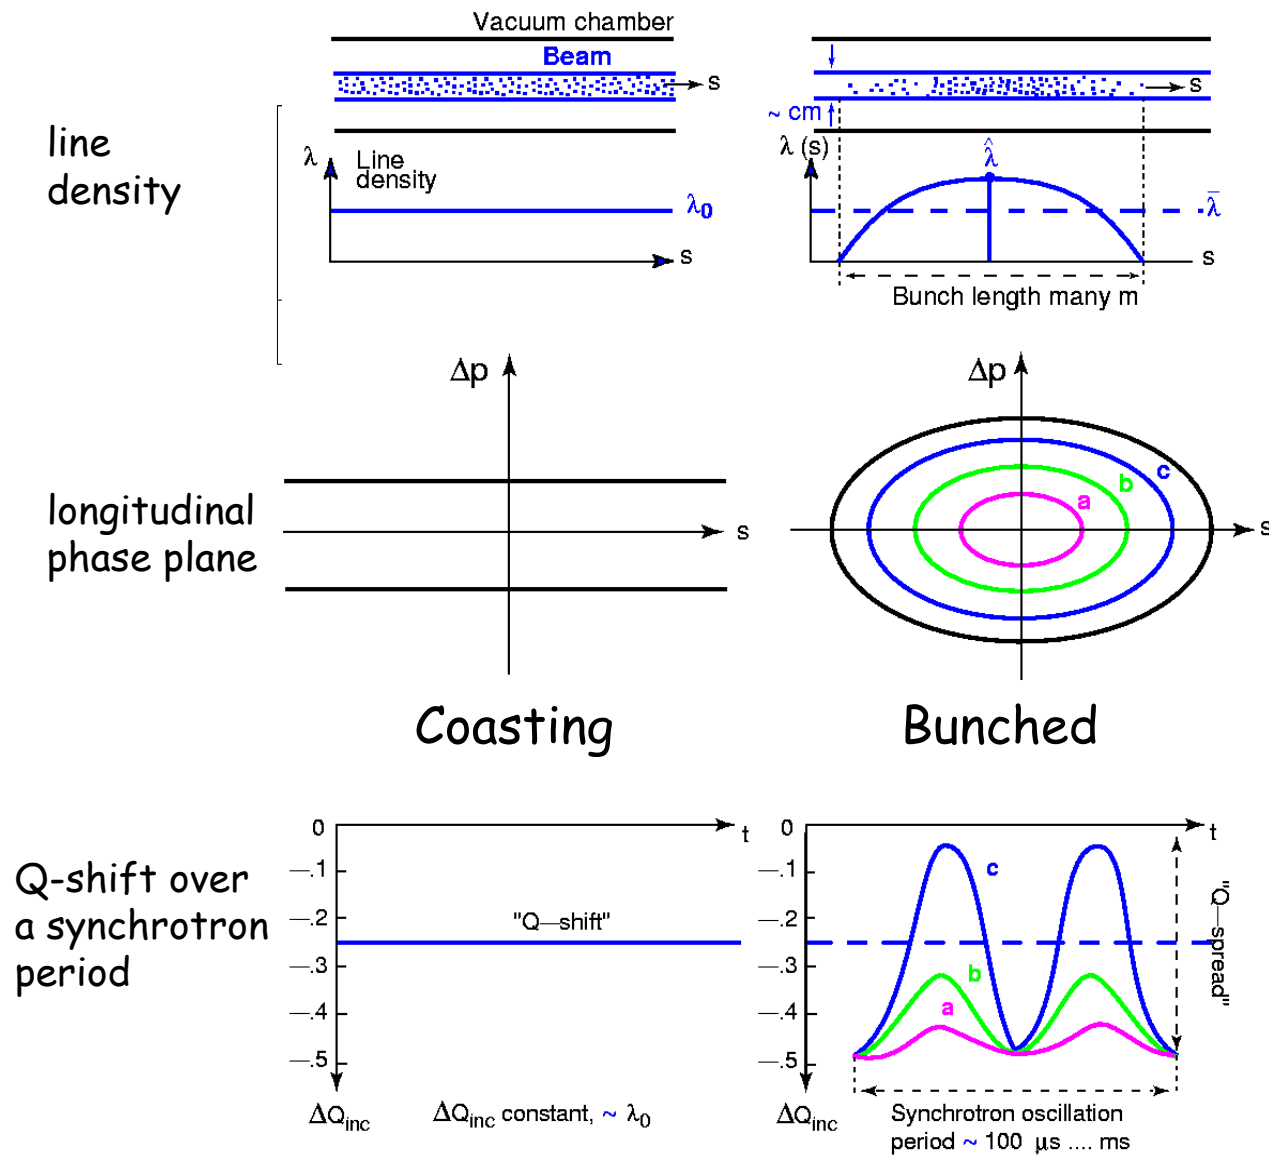 Vacuum chamber
Beam
s
~ cm
s
line
density
λ
Line
density
λ0
s
λ (s)
λ̂
λ̄
s
Bunch length many m
longitudinal
phase plane
Δp
s
Δp
a
b
c
s
Coasting
Bunched
Q-shift over
a synchrotron
period
0
—.1
—.2
—.3
—.4
—.5
t
"Q—shift"
ΔQinc
ΔQinc constant, ~ λ0
0
—.1
—.2
—.3
—.4
—.5
t
c
b
a
"Q—spread"
ΔQinc
Synchrotron oscillation
period ~ 100 μs .... ms